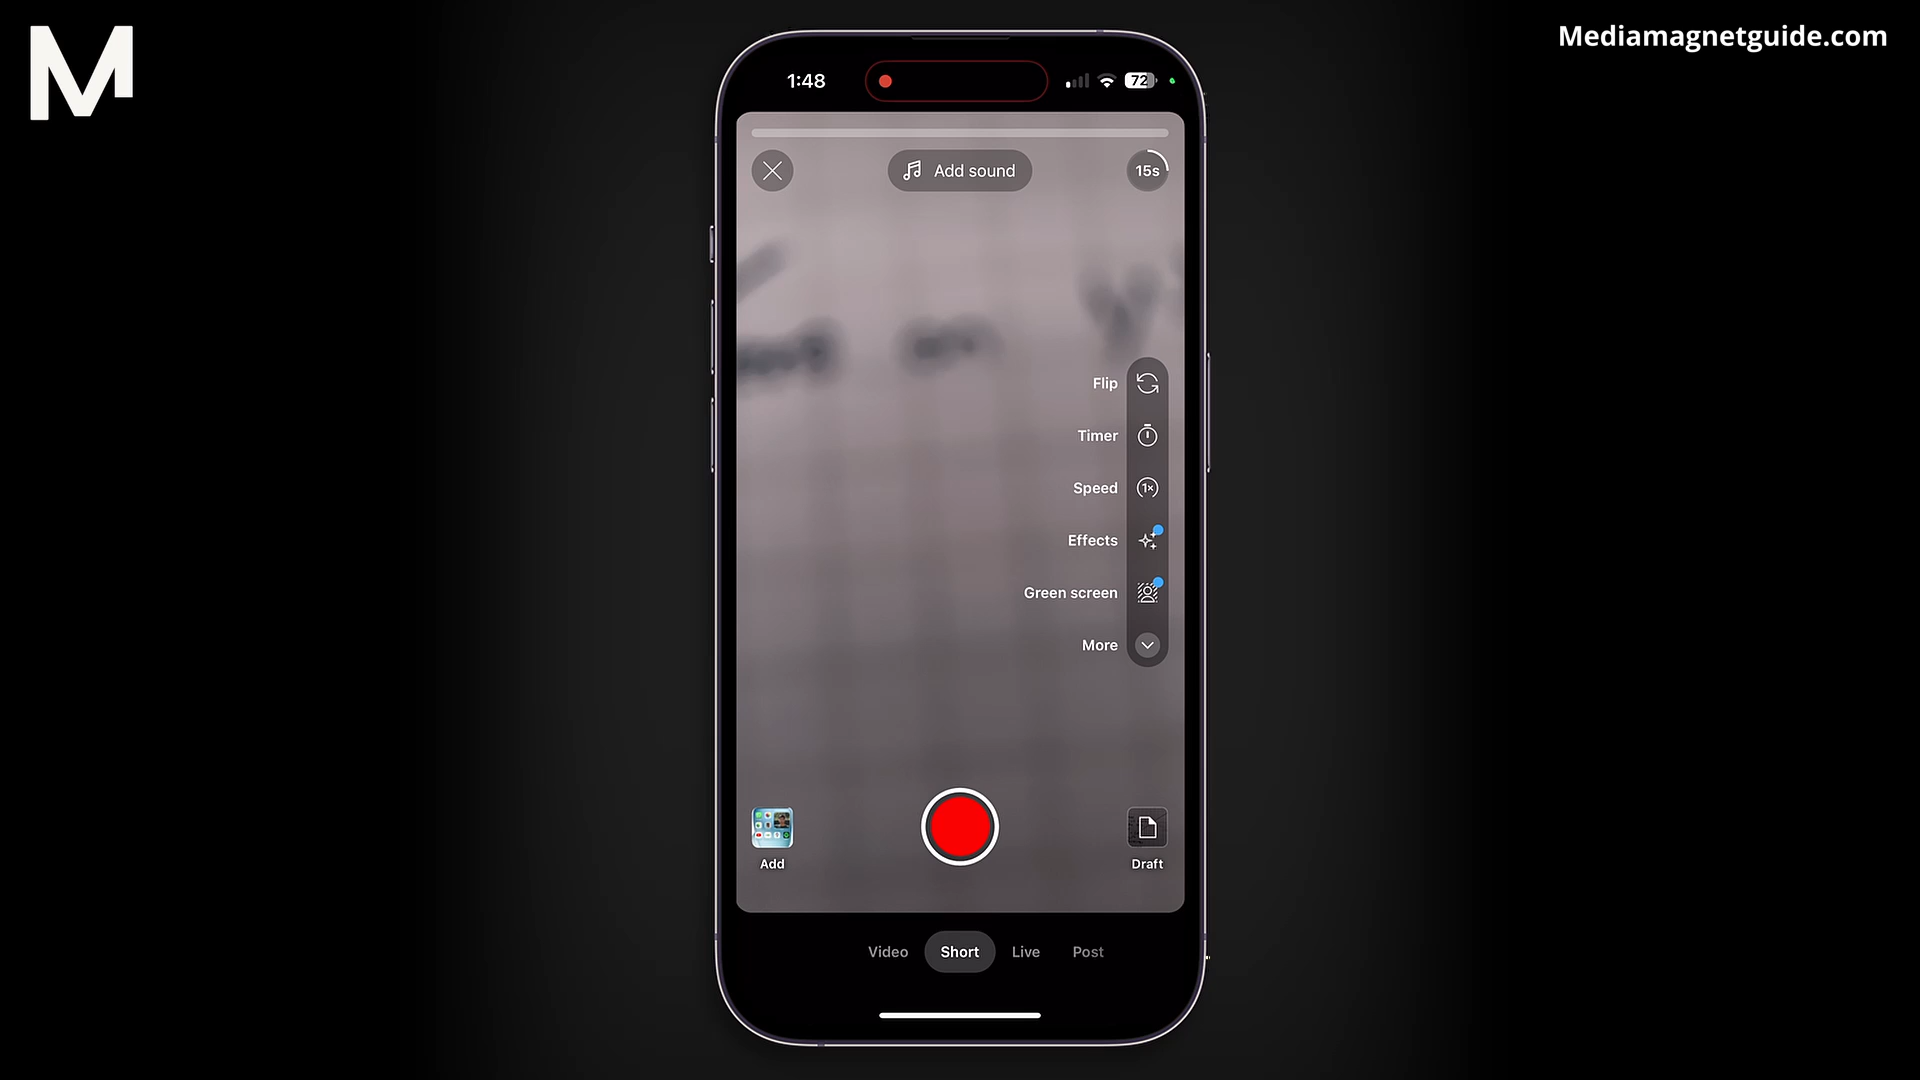 M
Mediamagnetguide.com
1:48
72
Add sound
15s
Flip
Timer
Speed
1×
Effects
Green screen
More
Add
Draft
Video
Short
Live
Post